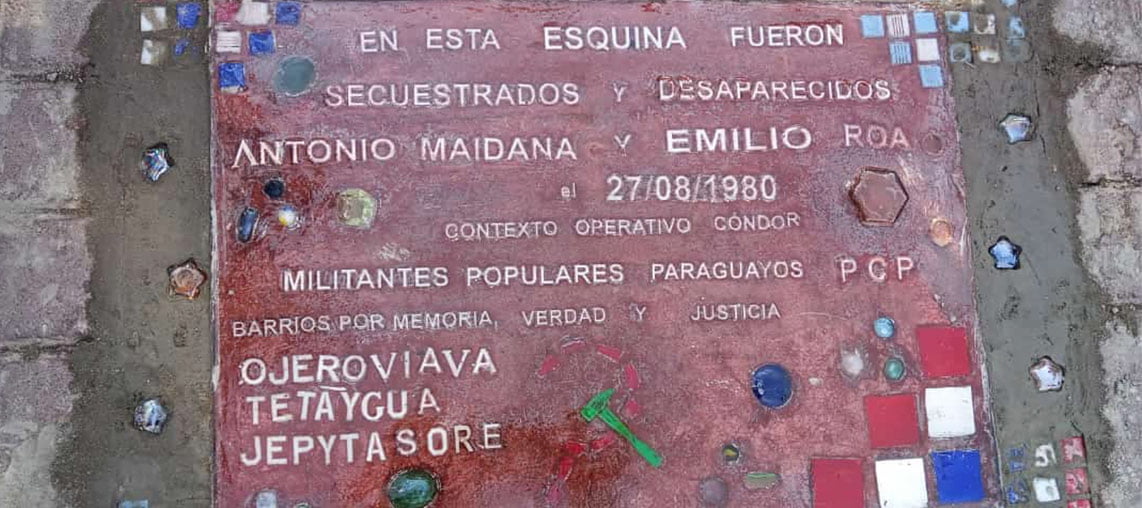 EN ESTA ESQUINA FUERON
SECUESTRADOS Y DESAPARECIDOS
ANTONIO MAIDANA Y EMILIO ROA
el 27/08/1980
CONTEXTO OPERATIVO CÓNDOR
MILITANTES POPULARES PARAGUAYOS PCP
BARRIOS POR MEMORIA, VERDAD Y JUSTICIA
OJEROVIAVA
TETAYGUA
JEPYTASORE